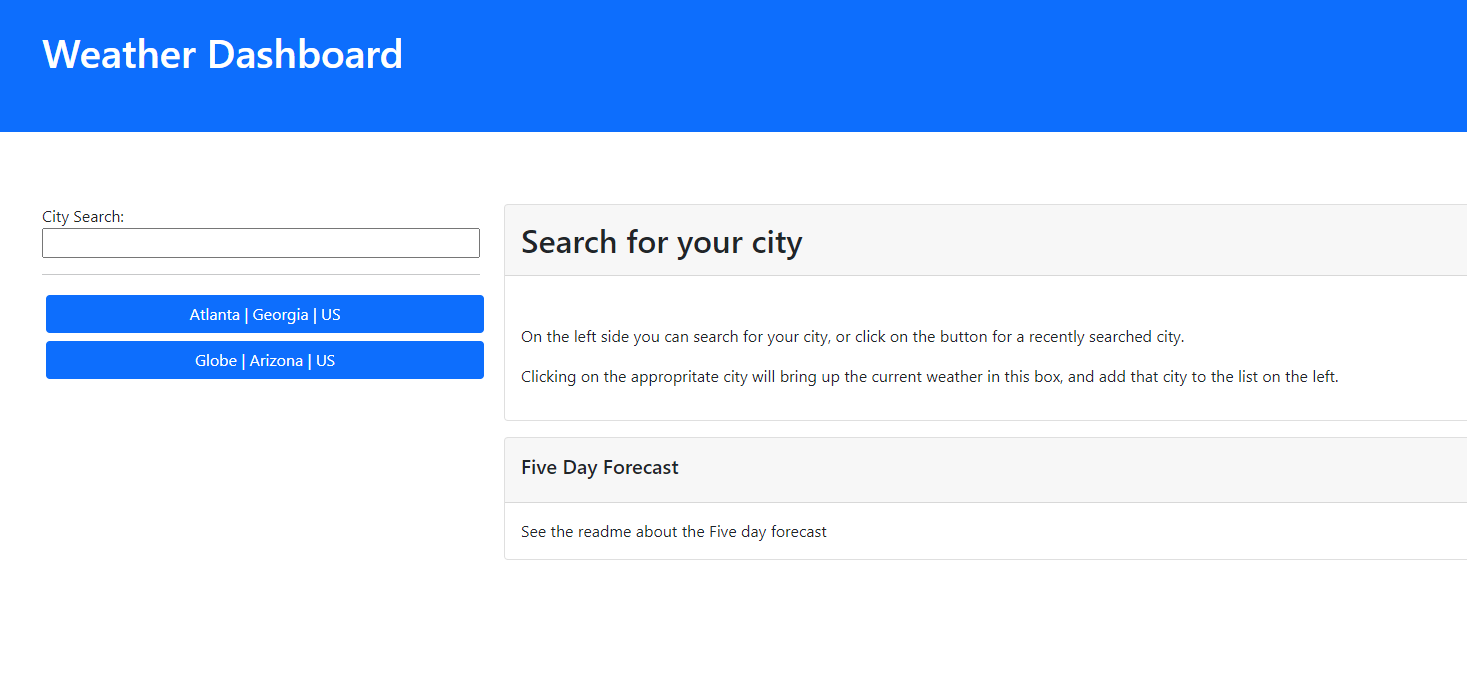 Weather Dashboard
City Search:
Atlanta | Georgia | US
Globe | Arizona | US
Search for your city
On the left side you can search for your city, or click on the button for a recently searched city.
Clicking on the appropritate city will bring up the current weather in this box, and add that city to the list on the left.
Five Day Forecast
See the readme about the Five day forecast